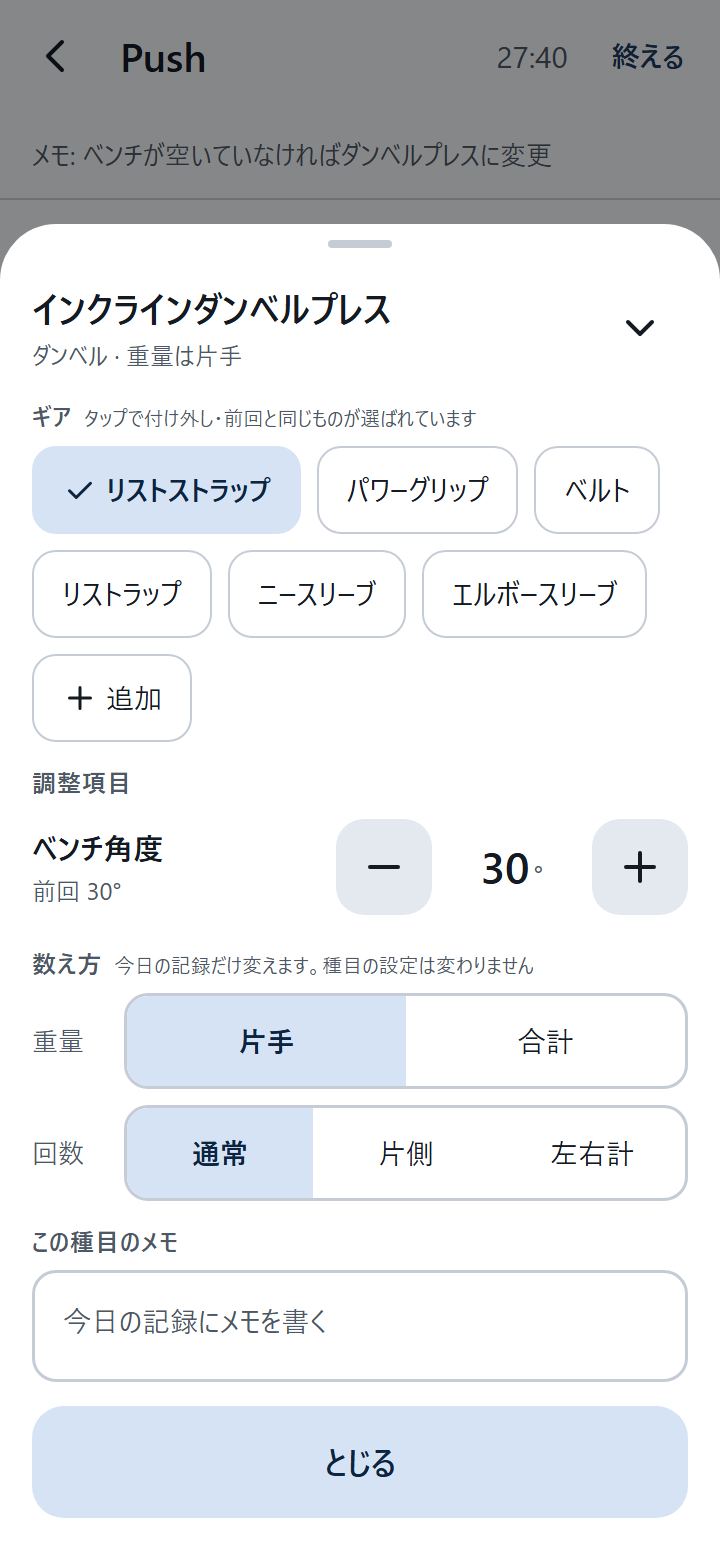 Push 27:40 終える
メモ: ベンチが空いていなければダンベルプレスに変更
インクラインダンベルプレス
ダンベル · 重量は片手
ギア タップで付け外し・前回と同じものが選ばれています
リストストラップ パワーグリップ ベルト
リストラップ ニースリーブ エルボースリーブ
追加
調整項目
ベンチ角度
前回 30°
30°
数え方 今日の記録だけ変えます。種目の設定は変わりません
重量 片手 合計
回数 通常 片側 左右計
この種目のメモ
今日の記録にメモを書く
とじる